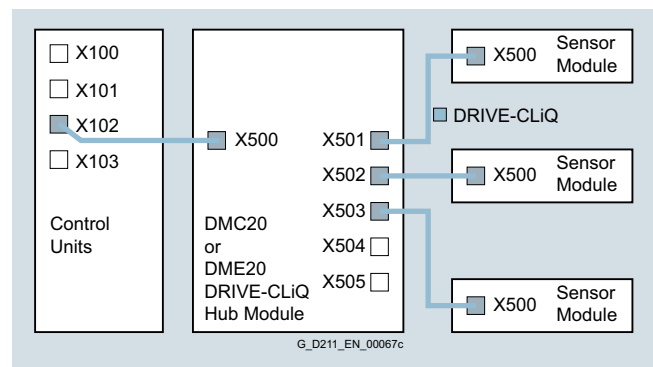 X100
X101
X102
X103
Control
Units
X500
X501
X502
X503
X504
X505
DMC20
or
DME20
DRIVE-CLiQ
Hub Module
X500
Sensor
Module
DRIVE-CLiQ
X500
Sensor
Module
X500
Sensor
Module
G_D211_EN_00067c